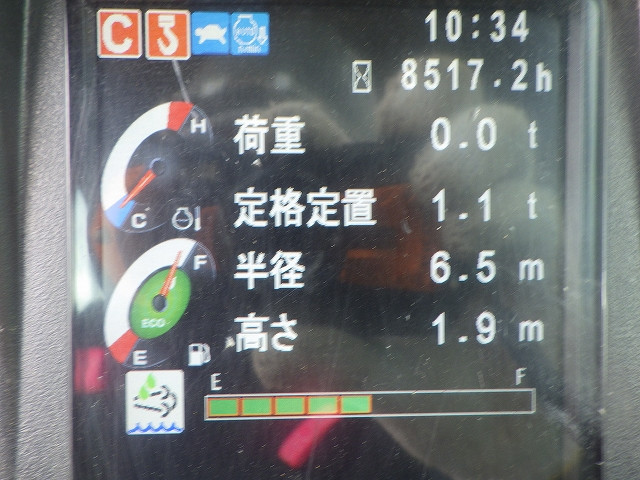 C
AUTO
10:34
8517.2h
H
荷重 0.0 t
C
定格定置 1.1 t
F
半径 6.5 m
ECO
高さ 1.9 m
E
E F